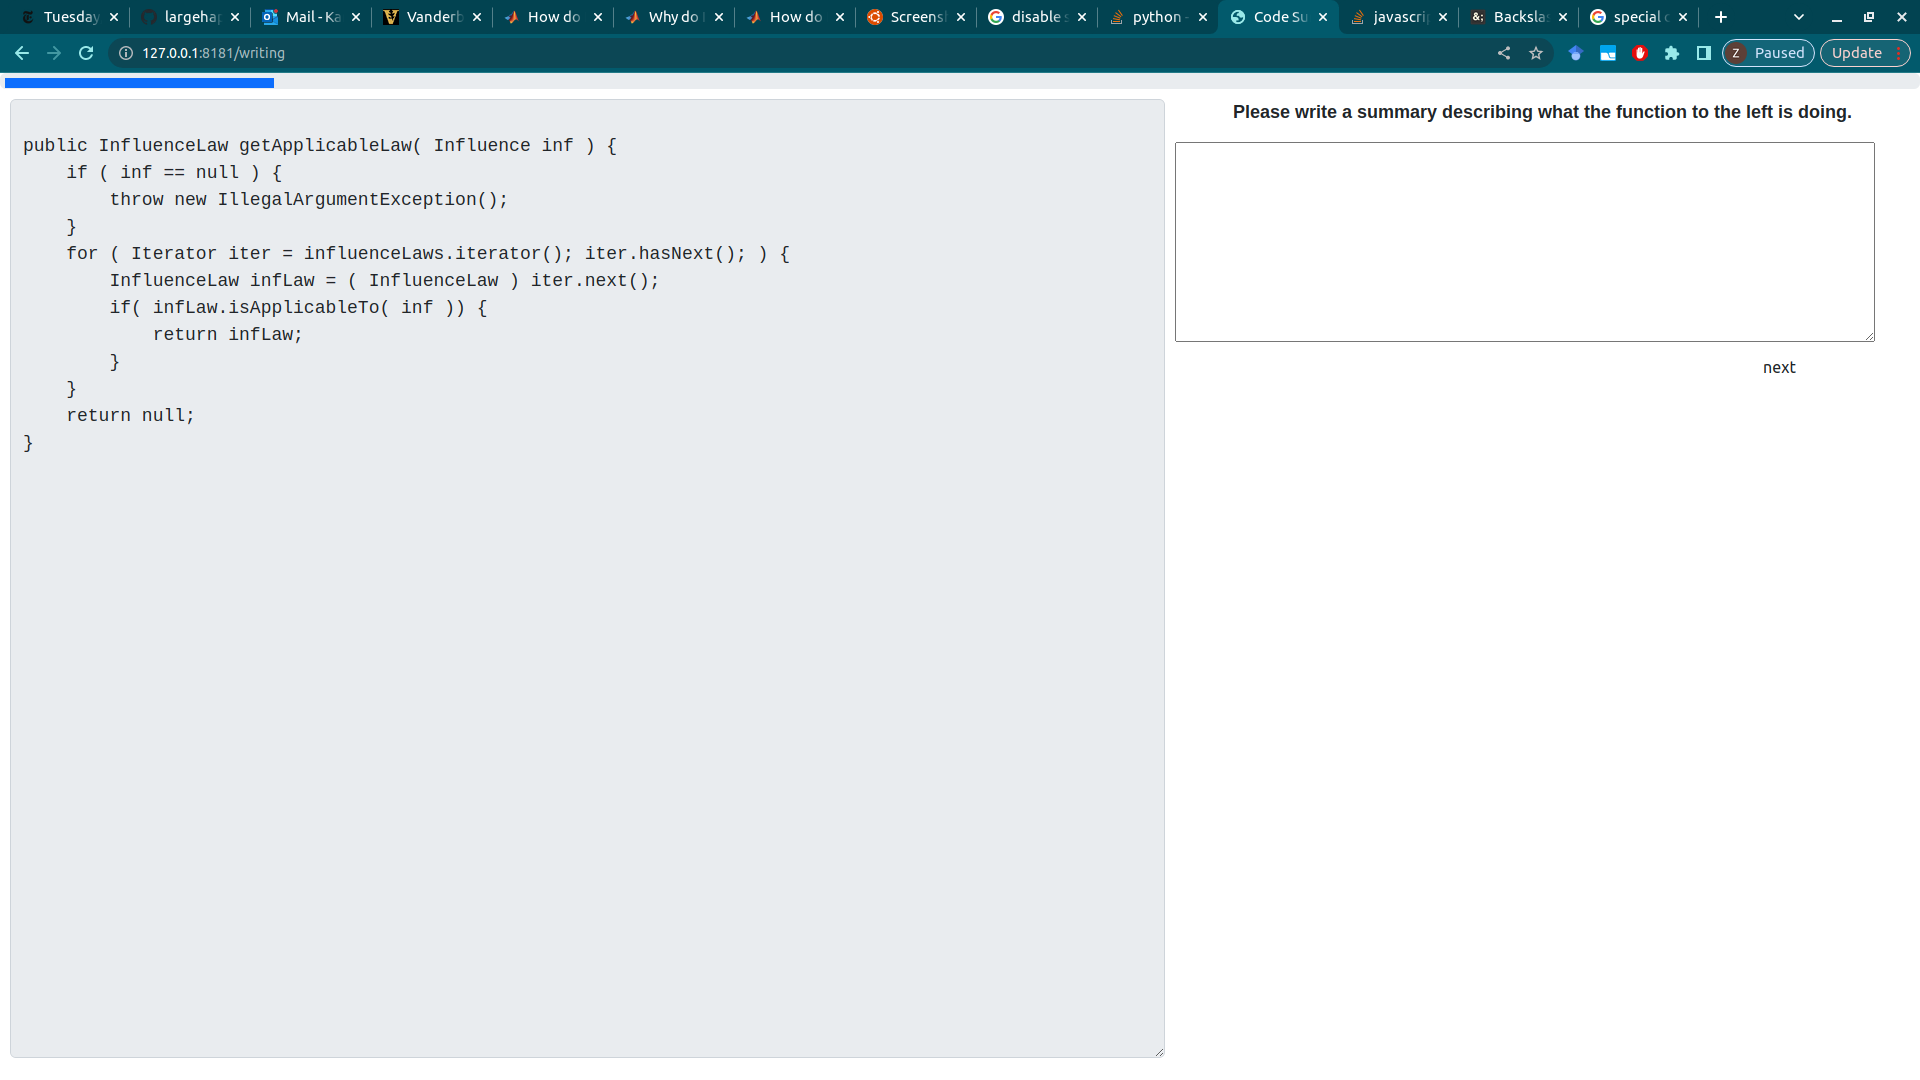 Tuesday
largehap
Mail - Ka
Vanderb
How do
Why do
How do
Screens
disable s
python -
Code Su
javascri
Backsla
special c
127.0.0.1:8181/writing
Z Paused
Update
public InfluenceLaw getApplicableLaw( Influence inf ) {
    if ( inf == null ) {
        throw new IllegalArgumentException();
    }
    for ( Iterator iter = influenceLaws.iterator(); iter.hasNext(); ) {
        InfluenceLaw infLaw = ( InfluenceLaw ) iter.next();
        if( infLaw.isApplicableTo( inf )) {
            return infLaw;
        }
    }
    return null;
}
Please write a summary describing what the function to the left is doing.
next